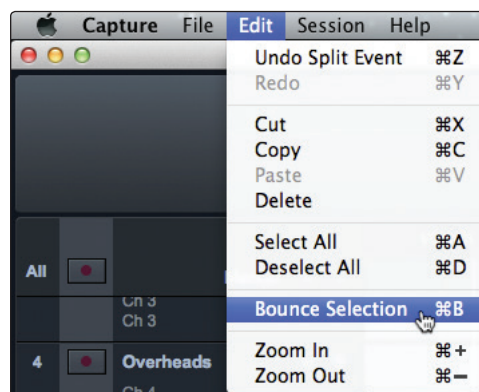 Capture File Edit Session Help
Undo Split Event ⌘Z
Redo ⌘Y
Cut ⌘X
Copy ⌘C
Paste ⌘V
Delete
Select All ⌘A
Deselect All ⌘D
Bounce Selection ⌘B
Zoom In ⌘+
Zoom Out ⌘−
All
Ch 3
Ch 3
4 Overheads
Ch 4